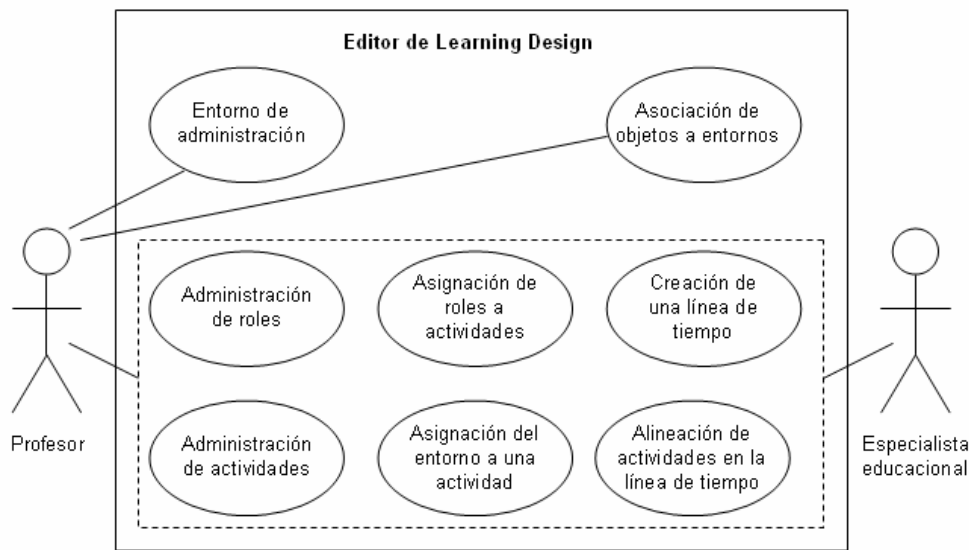 Editor de Learning Design
Entorno de
administración
Asociación de
objetos a entornos
Administración
de roles
Asignación de
roles a
actividades
Creación de
una línea de
tiempo
Administración
de actividades
Asignación del
entorno a una
actividad
Alineación de
actividades en la
línea de tiempo
Profesor
Especialista
educacional